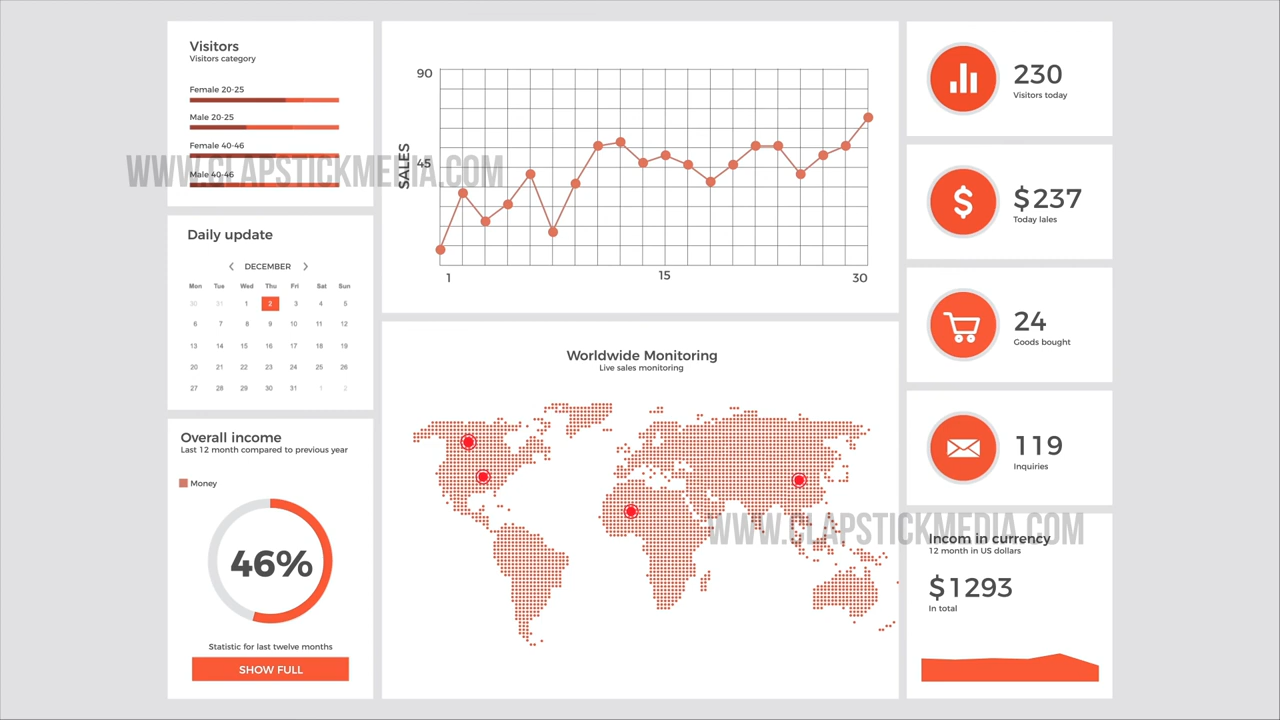 Visitors
Visitors category
Female 20-25
Male 20-25
Female 40-46
Male 40-46
WWW.CLAPSTICKMEDIA.COM
Daily update
DECEMBER
Mon Tue Wed Thu Fri Sat Sun
30 31 1 2 3 4 5
6 7 8 9 10 11 12
13 14 15 16 17 18 19
20 21 22 23 24 25 26
27 28 29 30 31 1 2
Overall income
Last 12 month compared to previous year
Money
46%
Statistic for last twelve months
SHOW FULL
90
SALES
45
1 15 30
Worldwide Monitoring
Live sales monitoring
WWW.CLAPSTICKMEDIA.COM
230
Visitors today
$237
Today lales
24
Goods bought
119
Inquiries
Incom in currency
12 month in US dollars
$1293
In total